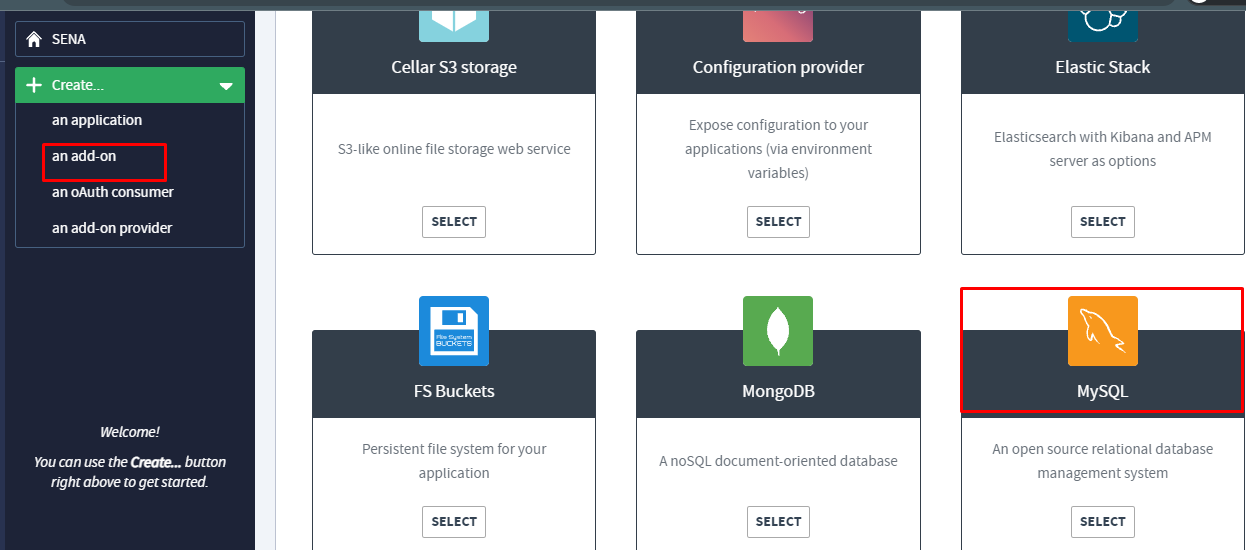 SENA
Create...
an application
an add-on
an oAuth consumer
an add-on provider
Welcome!
You can use the Create... button
right above to get started.
Cellar S3 storage
S3-like online file storage web service
SELECT
Configuration provider
Expose configuration to your
applications (via environment
variables)
SELECT
Elastic Stack
Elasticsearch with Kibana and APM
server as options
SELECT
File System
BUCKETS
FS Buckets
Persistent file system for your
application
SELECT
MongoDB
A noSQL document-oriented database
SELECT
MySQL
An open source relational database
management system
SELECT